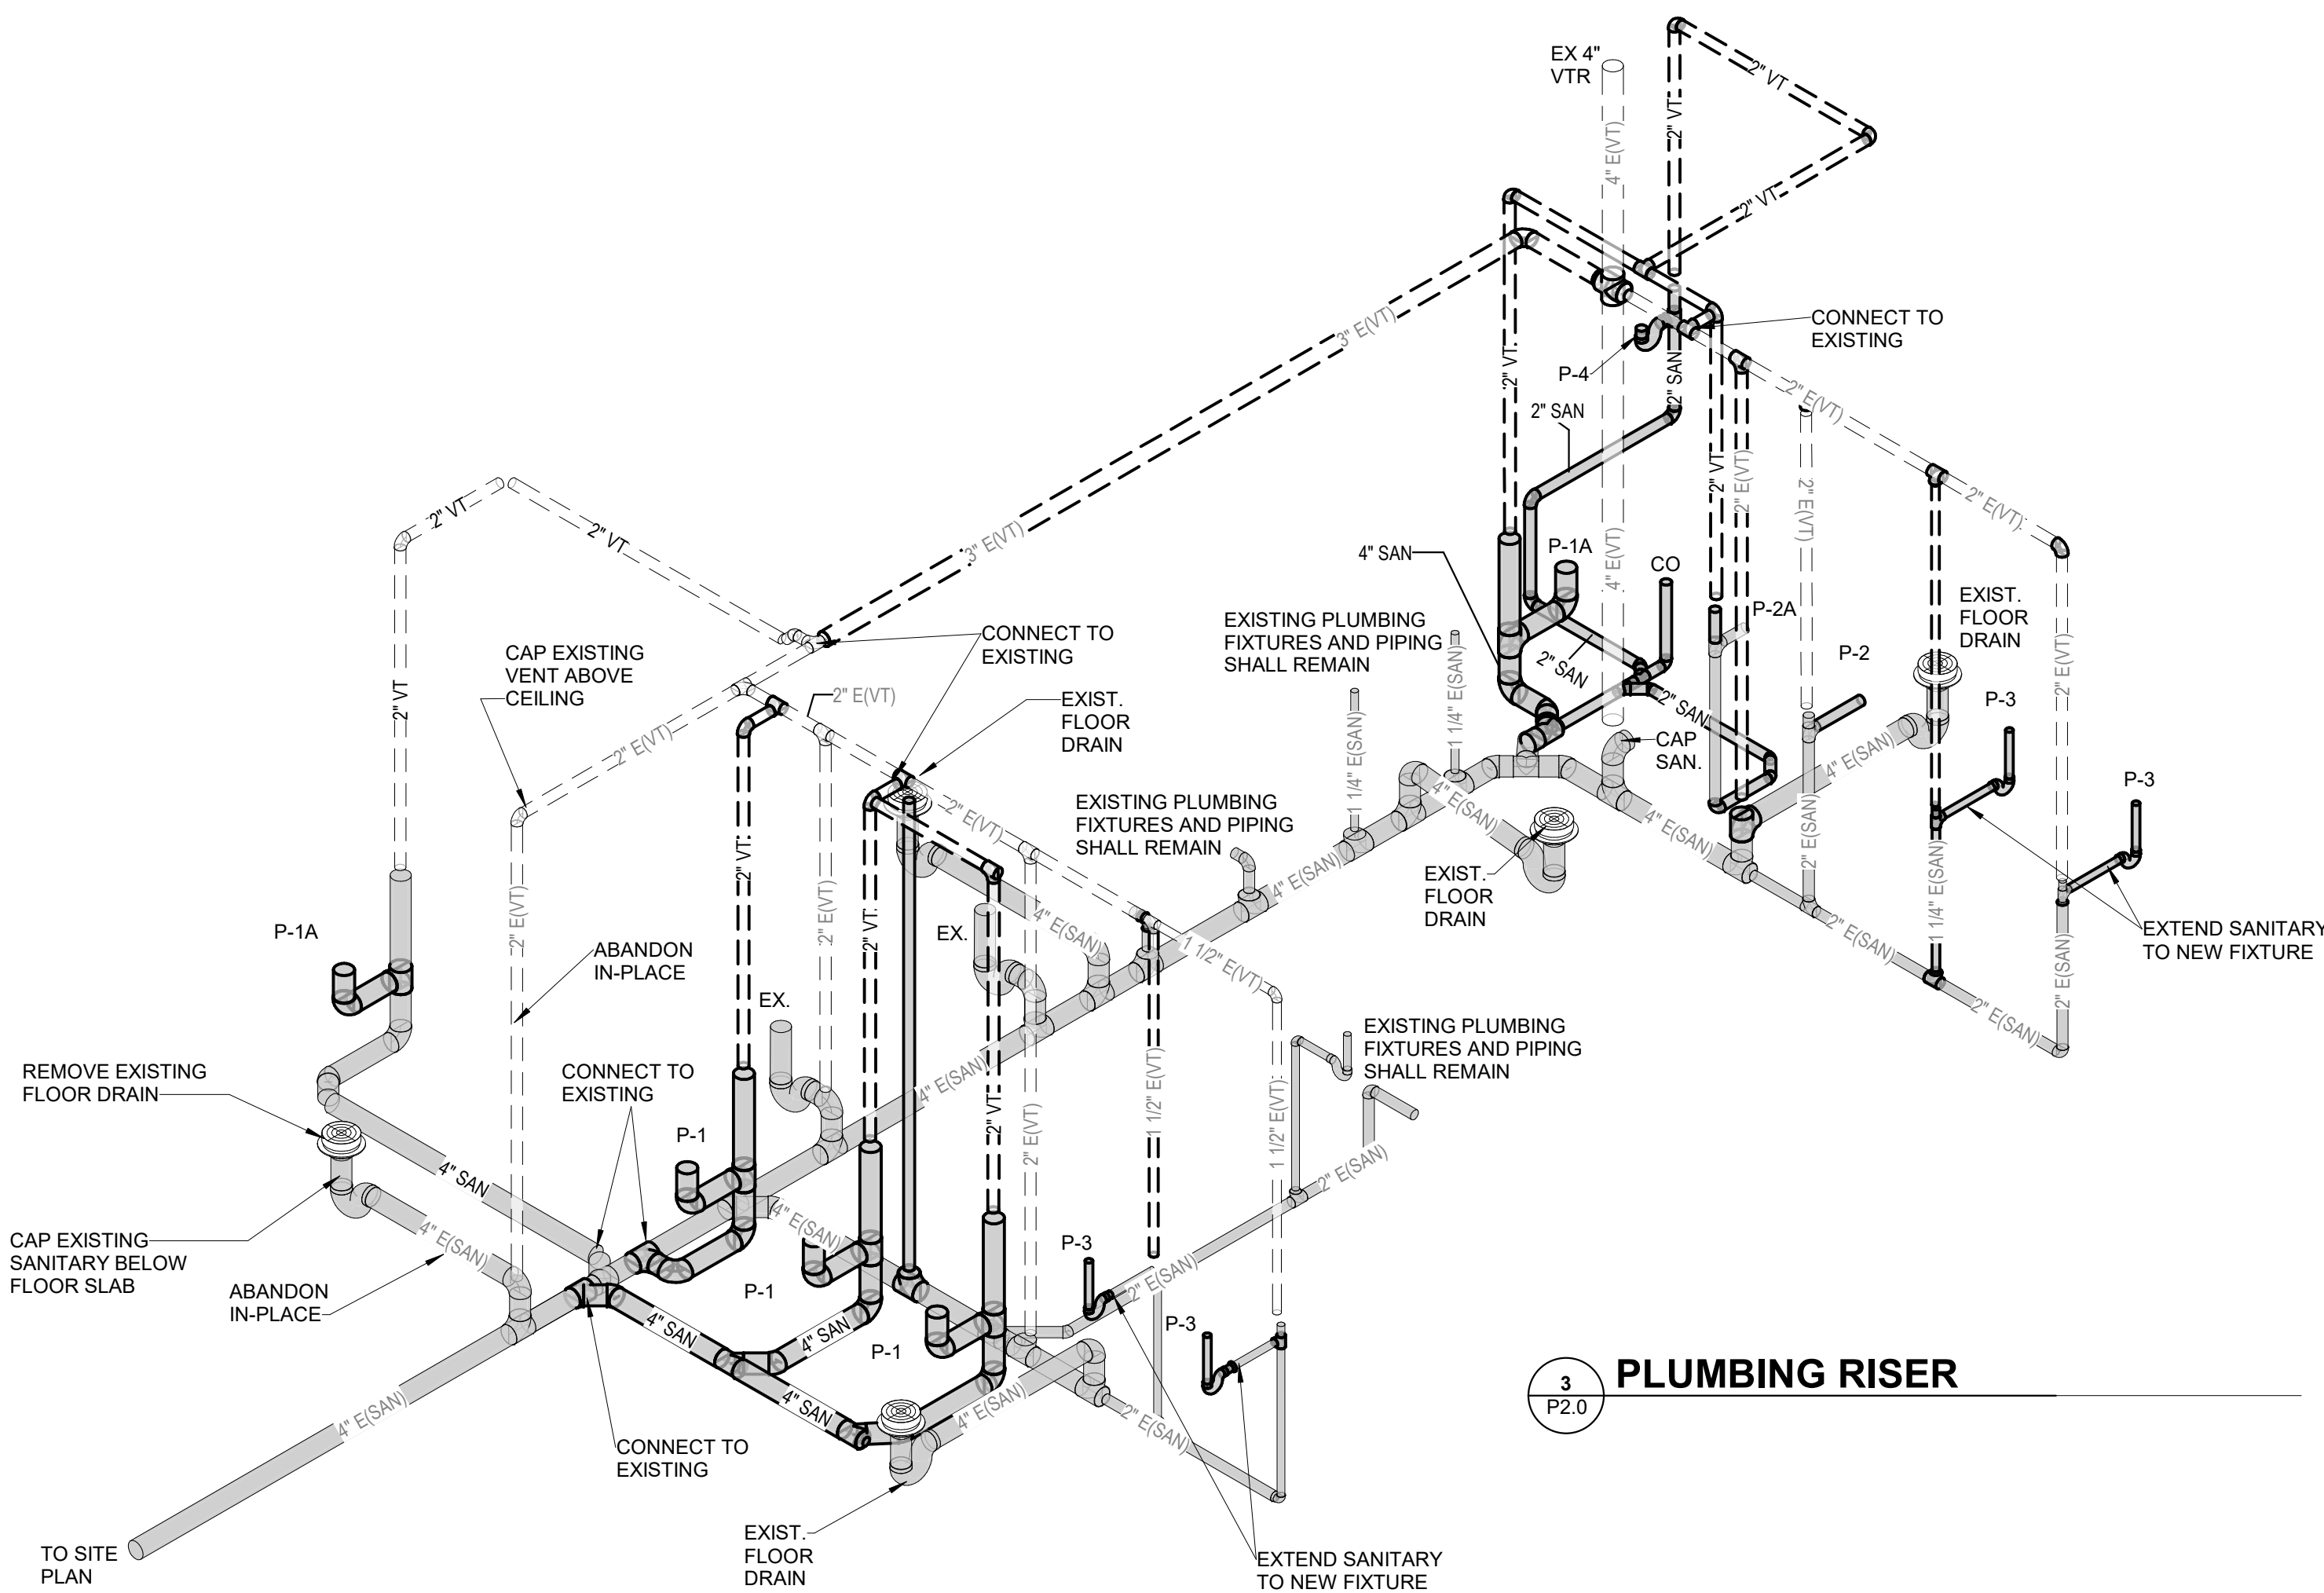 EX 4"
VTR
2" VT
2" VT
2" VT
4" E(VT)
CONNECT TO
EXISTING
3" E(VT)
P-4
2" SAN
2" SAN
2" VT
2" E(VT)
2" VT
2" VT
2" VT
2" VT
2" E(VT)
2" E(VT)
2" E(VT)
3" E(VT)
4" SAN
P-1A
4" E(VT)
CO
P-2A
EXIST.
FLOOR
DRAIN
EXISTING PLUMBING
FIXTURES AND PIPING
SHALL REMAIN
CONNECT TO
EXISTING
CAP EXISTING
VENT ABOVE
CEILING
2" E(VT)
EXIST.
FLOOR
DRAIN
2" E(VT)
1 1/4" E(SAN)
1 1/4" E(SAN)
2" SAN
2" SAN
P-2
P-3
2" E(VT)
CAP
SAN.
4" E(SAN)
P-3
EXISTING PLUMBING
FIXTURES AND PIPING
SHALL REMAIN
4" E(SAN)
4" E(SAN)
2" E(SAN)
4" E(SAN)
EXIST.
FLOOR
DRAIN
2" E(VT)
2" VT
2" E(VT)
2" VT
2" E(VT)
P-1A
ABANDON
IN-PLACE
EX.
EX.
4" E(SAN)
1 1/2" E(VT)
1 1/4" E(SAN)
2" E(SAN)
2" E(SAN)
2" E(SAN)
EXTEND SANITARY
TO NEW FIXTURE
EXISTING PLUMBING
FIXTURES AND PIPING
SHALL REMAIN
REMOVE EXISTING
FLOOR DRAIN
CONNECT TO
EXISTING
4" E(SAN)
2" VT
2" E(VT)
1 1/2" E(VT)
1 1/2" E(VT)
P-1
4" SAN
4" E(SAN)
2" E(SAN)
CAP EXISTING
SANITARY BELOW
FLOOR SLAB
4" E(SAN)
P-3
2" E(SAN)
ABANDON
IN-PLACE
P-1
4" SAN
4" SAN
P-1
P-3
4" SAN
4" E(SAN)
2" E(SAN)
4" E(SAN)
CONNECT TO
EXISTING
3
P2.0
PLUMBING RISER
TO SITE
PLAN
EXIST.
FLOOR
DRAIN
EXTEND SANITARY
TO NEW FIXTURE